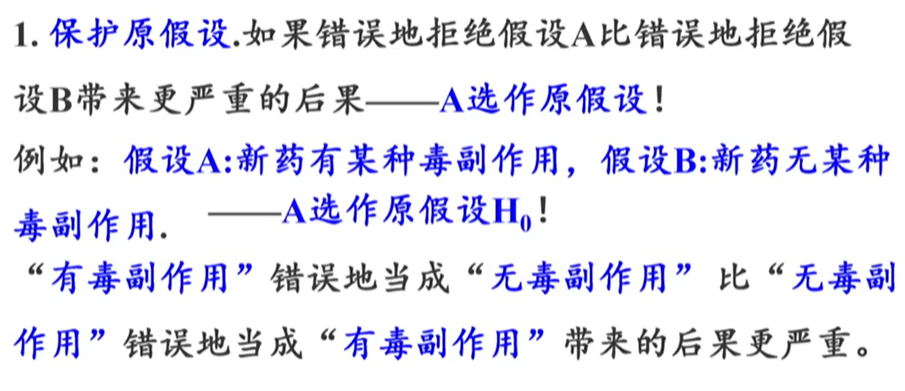 1. 保护原假设.如果错误地拒绝假设A比错误地拒绝假
设B带来更严重的后果——A选作原假设！
例如：假设A:新药有某种毒副作用，假设B:新药无某种
毒副作用. ——A选作原假设H₀！
“有毒副作用”错误地当成“无毒副作用” 比“无毒副
作用”错误地当成“有毒副作用”带来的后果更严重。